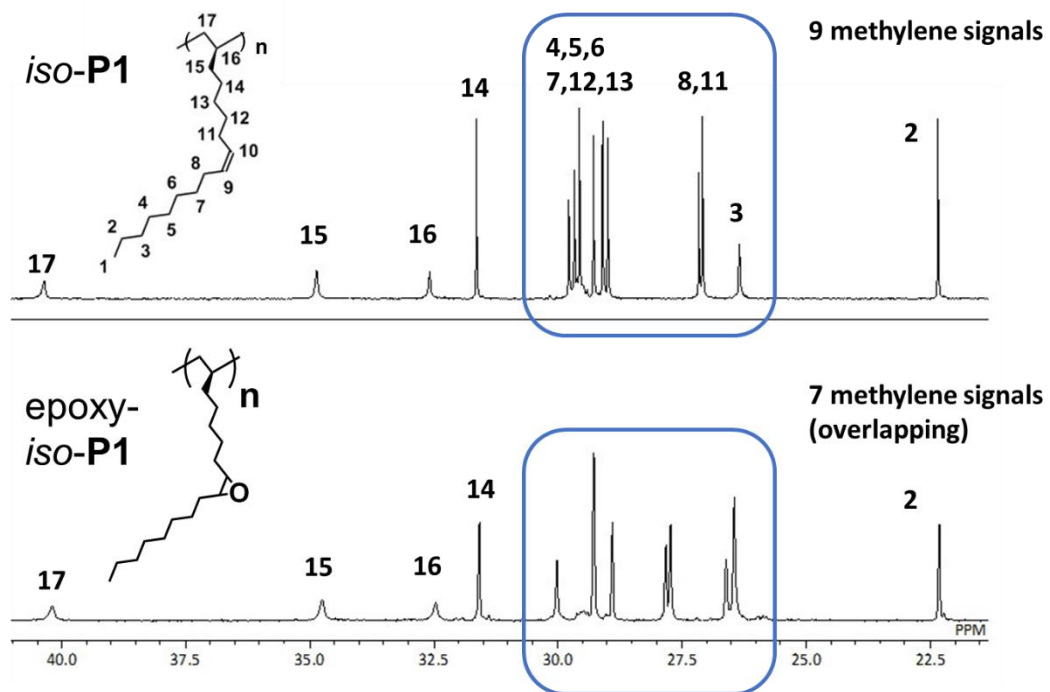 iso-P1
17
n
16
15
14
13
12
11
10
8
9
6
7
4
5
2
3
1
17
15
16
14
4,5,6
7,12,13
8,11
3
2
9 methylene signals
epoxy-
iso-P1
n
O
17
15
16
14
2
7 methylene signals
(overlapping)
PPM
40.0 37.5 35.0 32.5 30.0 27.5 25.0 22.5